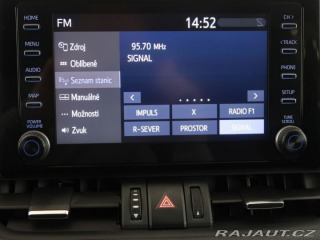 HOME
FM
14:52
CH>
MENU
Zdroj
95.70 MHz
<TRACK
Oblíbené
SIGNAL
AUDIO
Seznam stanic
PHONE
MAP
Manuálně
SETUP
Možnosti
IMPULS
X
RADIO F1
POWER
VOLUME
Zvuk
R-SEVER
PROSTOR
SIGNAL
TUNE
SCROLL
RAJAUT.CZ